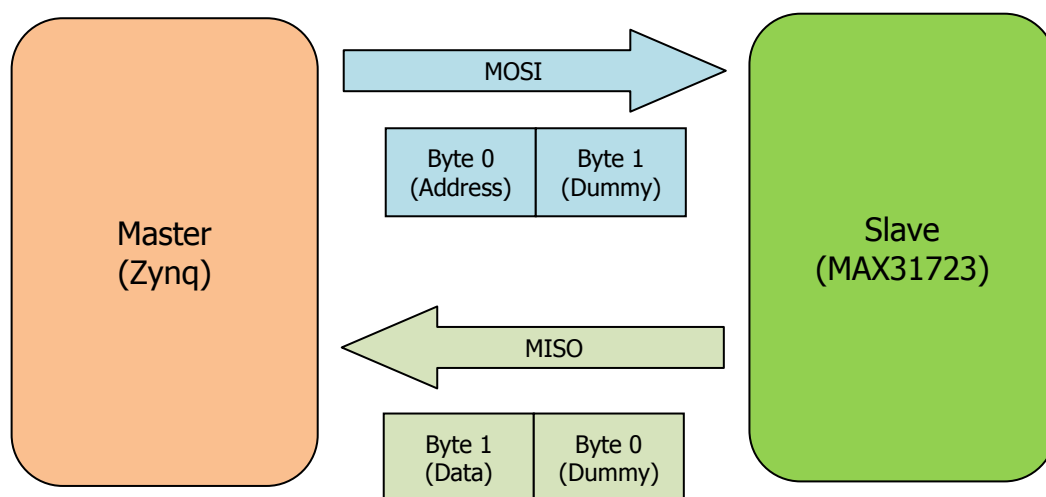 MOSI
Byte 0
(Address)
Byte 1
(Dummy)
Master
(Zynq)
Slave
(MAX31723)
MISO
Byte 1
(Data)
Byte 0
(Dummy)